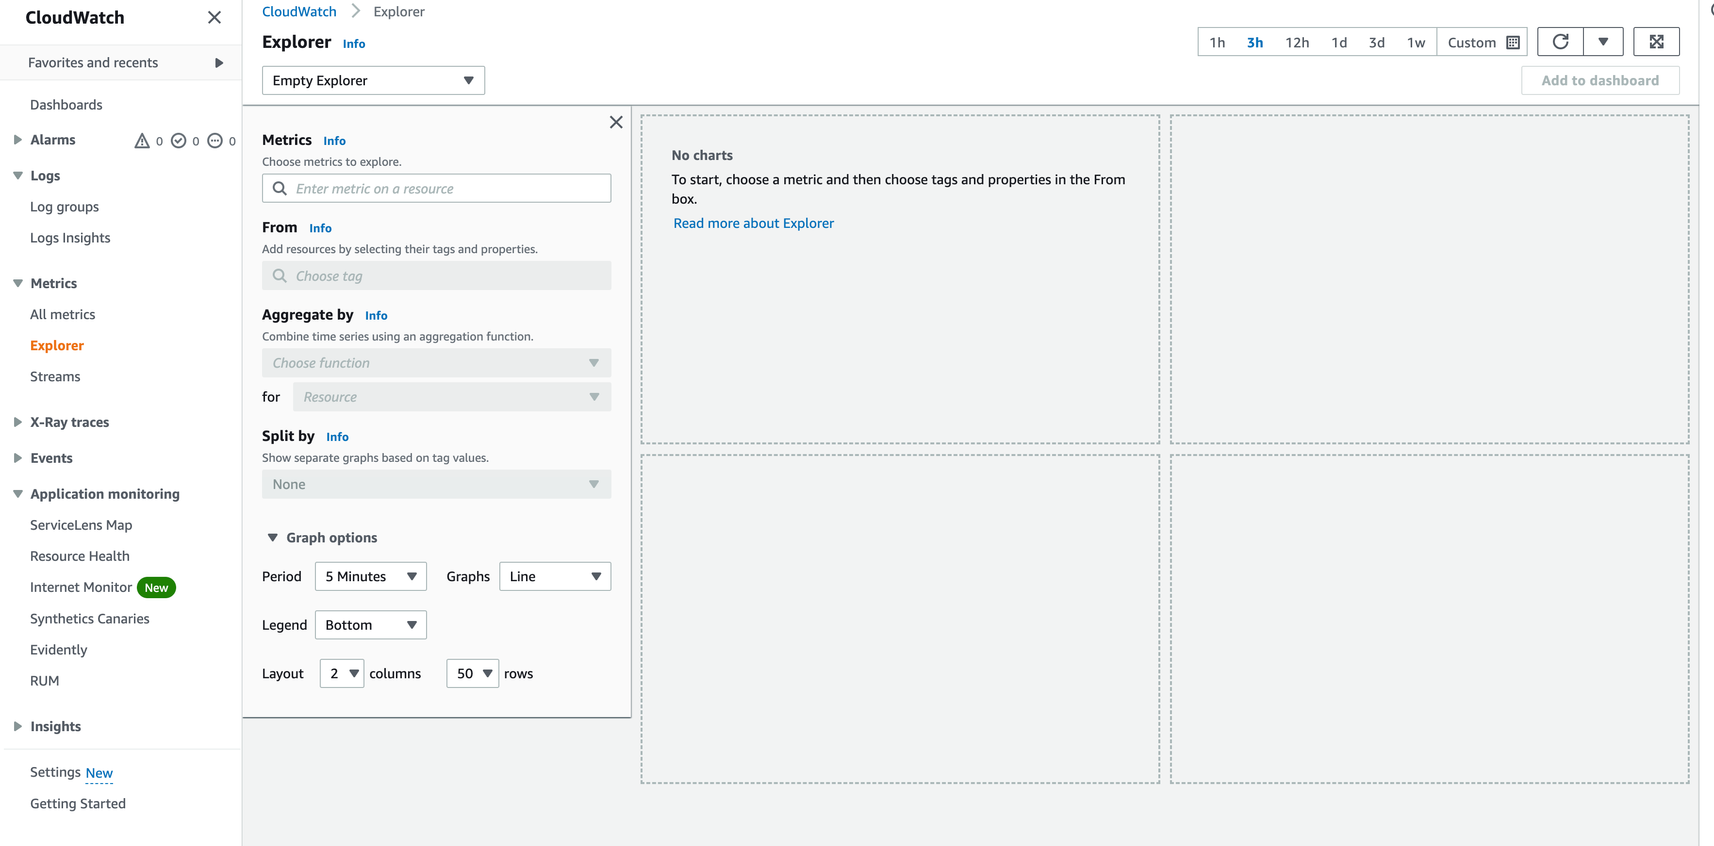 CloudWatch
Favorites and recents
Dashboards
Alarms 0 0 0
Logs
Log groups
Logs Insights
Metrics
All metrics
Explorer
Streams
X-Ray traces
Events
Application monitoring
ServiceLens Map
Resource Health
Internet Monitor New
Synthetics Canaries
Evidently
RUM
Insights
Settings New
Getting Started
CloudWatch Explorer
Explorer Info
1h 3h 12h 1d 3d 1w Custom
Empty Explorer
Add to dashboard
Metrics Info
Choose metrics to explore.
Enter metric on a resource
From Info
Add resources by selecting their tags and properties.
Choose tag
Aggregate by Info
Combine time series using an aggregation function.
Choose function
for Resource
Split by Info
Show separate graphs based on tag values.
None
Graph options
Period 5 Minutes Graphs Line
Legend Bottom
Layout 2 columns 50 rows
No charts
To start, choose a metric and then choose tags and properties in the From
box.
Read more about Explorer